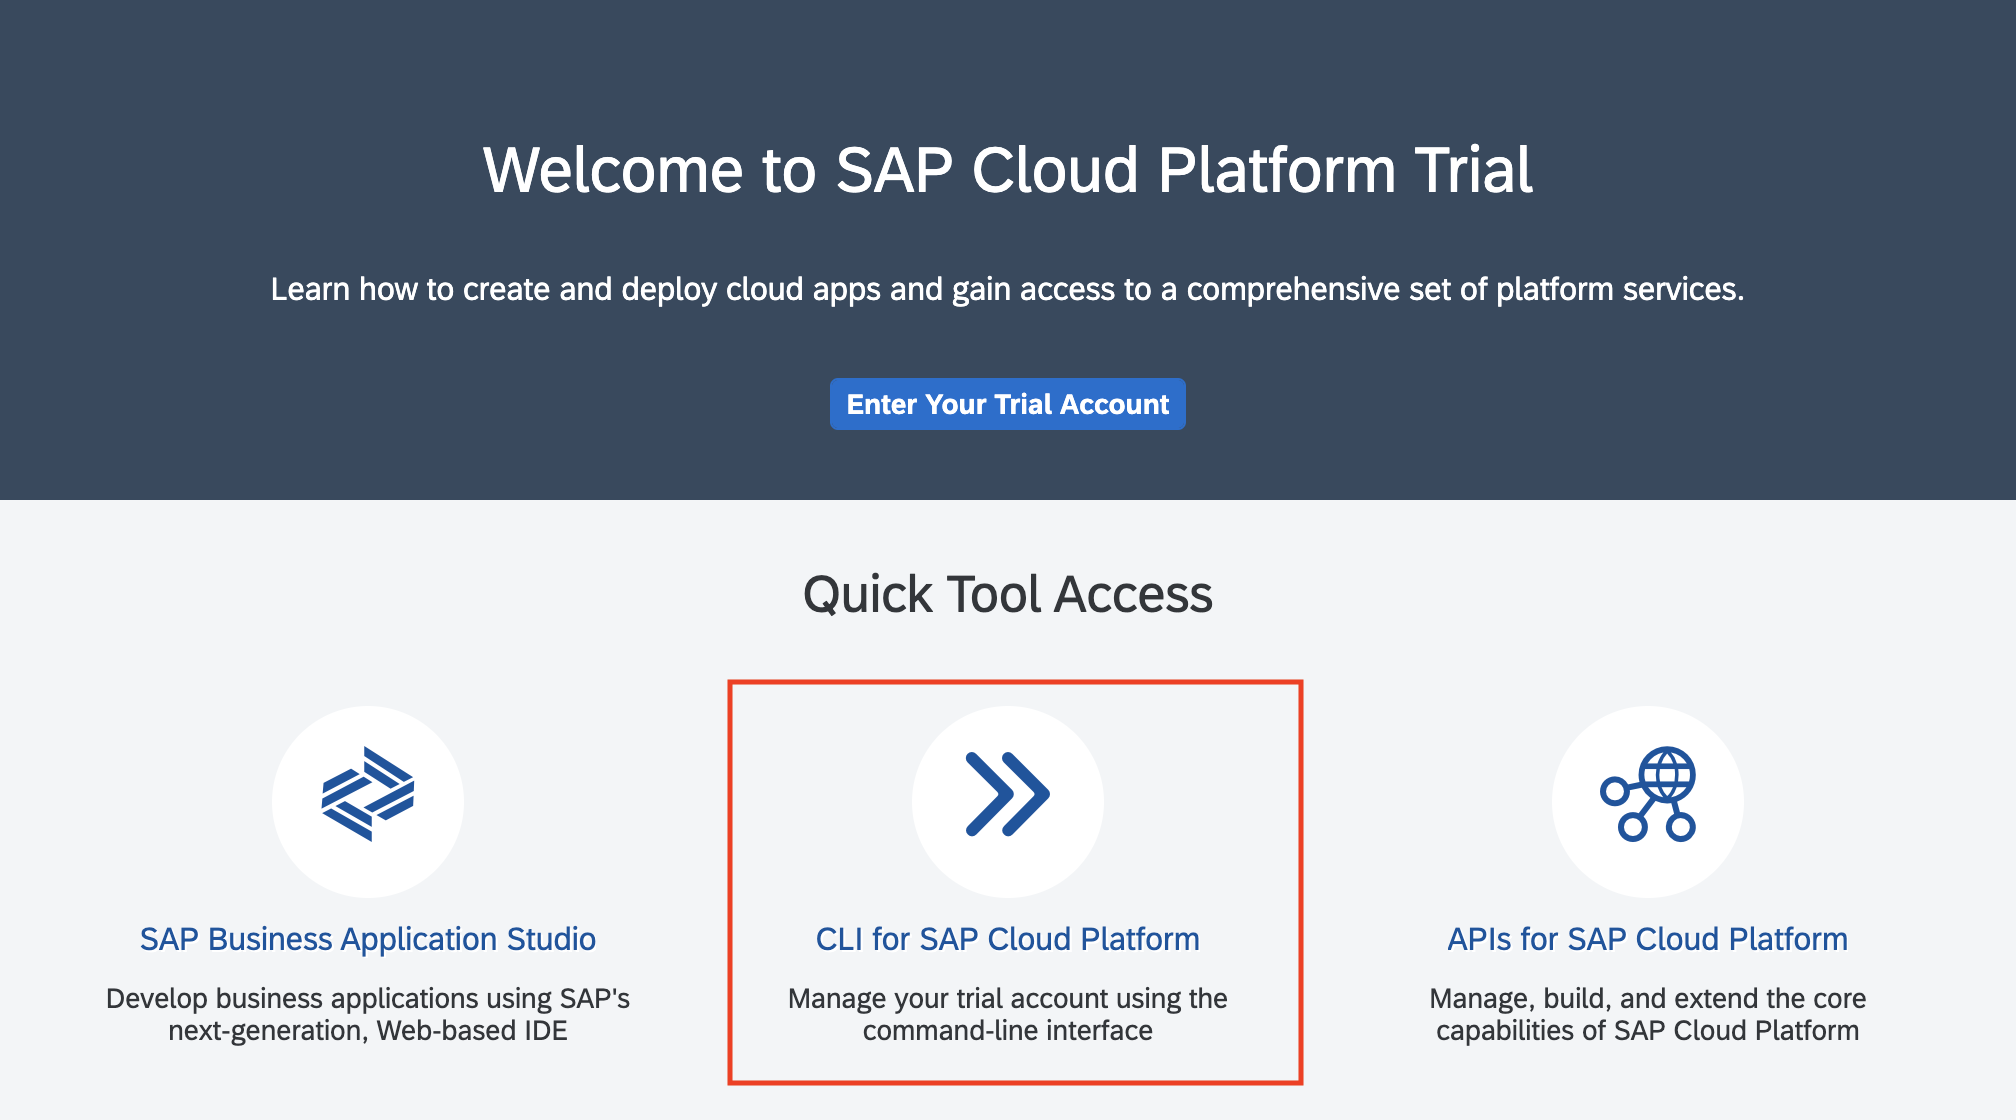 Welcome to SAP Cloud Platform Trial
Learn how to create and deploy cloud apps and gain access to a comprehensive set of platform services.
Enter Your Trial Account
Quick Tool Access
SAP Business Application Studio
Develop business applications using SAP's
next-generation, Web-based IDE
CLI for SAP Cloud Platform
Manage your trial account using the
command-line interface
APIs for SAP Cloud Platform
Manage, build, and extend the core
capabilities of SAP Cloud Platform